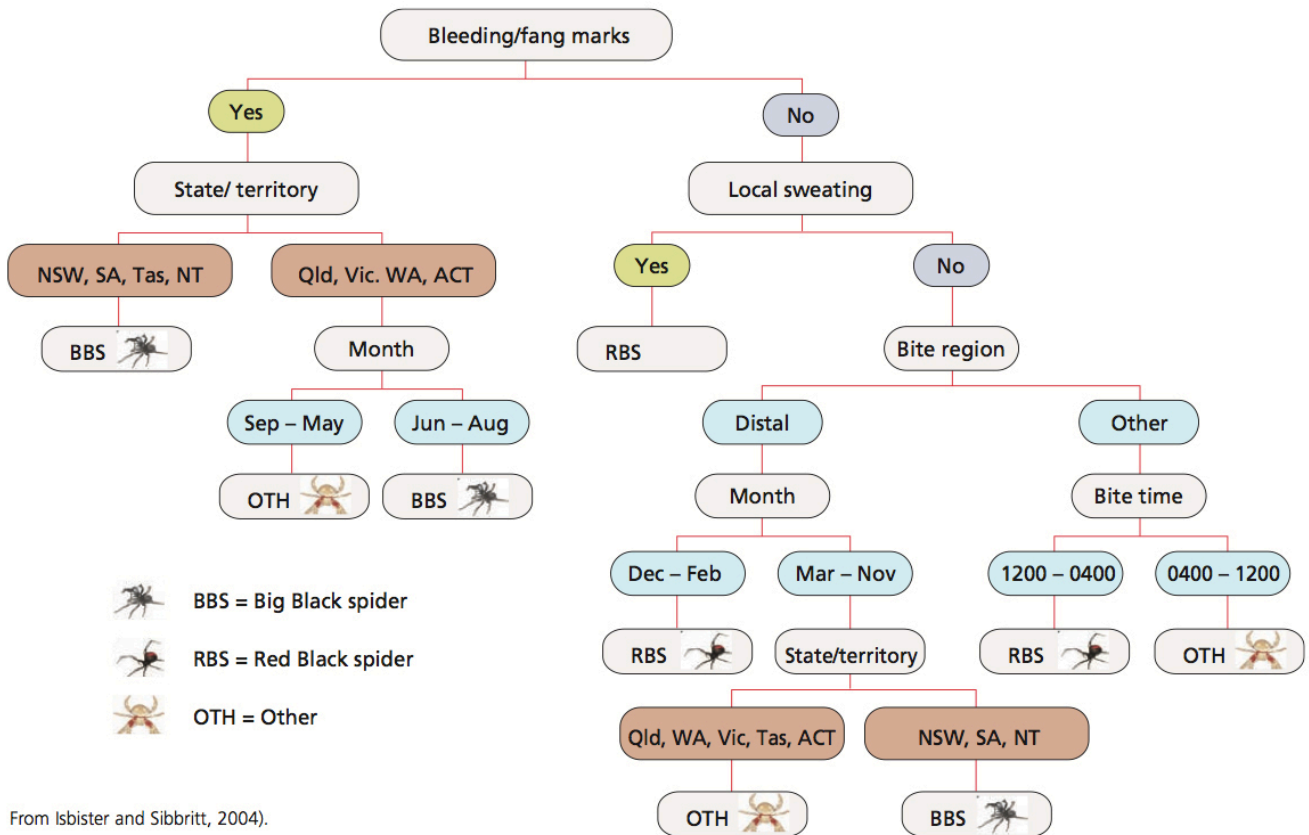 Bleeding/fang marks
Yes
No
State/ territory
Local sweating
NSW, SA, Tas, NT
Qld, Vic. WA, ACT
Yes
No
BBS
Month
RBS
Bite region
Sep – May
Jun – Aug
Distal
Other
OTH
BBS
Month
Bite time
Dec – Feb
Mar – Nov
1200 – 0400
0400 – 1200
BBS = Big Black spider
RBS
State/territory
RBS
OTH
RBS = Red Black spider
OTH = Other
Qld, WA, Vic, Tas, ACT
NSW, SA, NT
OTH
BBS
From Isbister and Sibbritt, 2004).